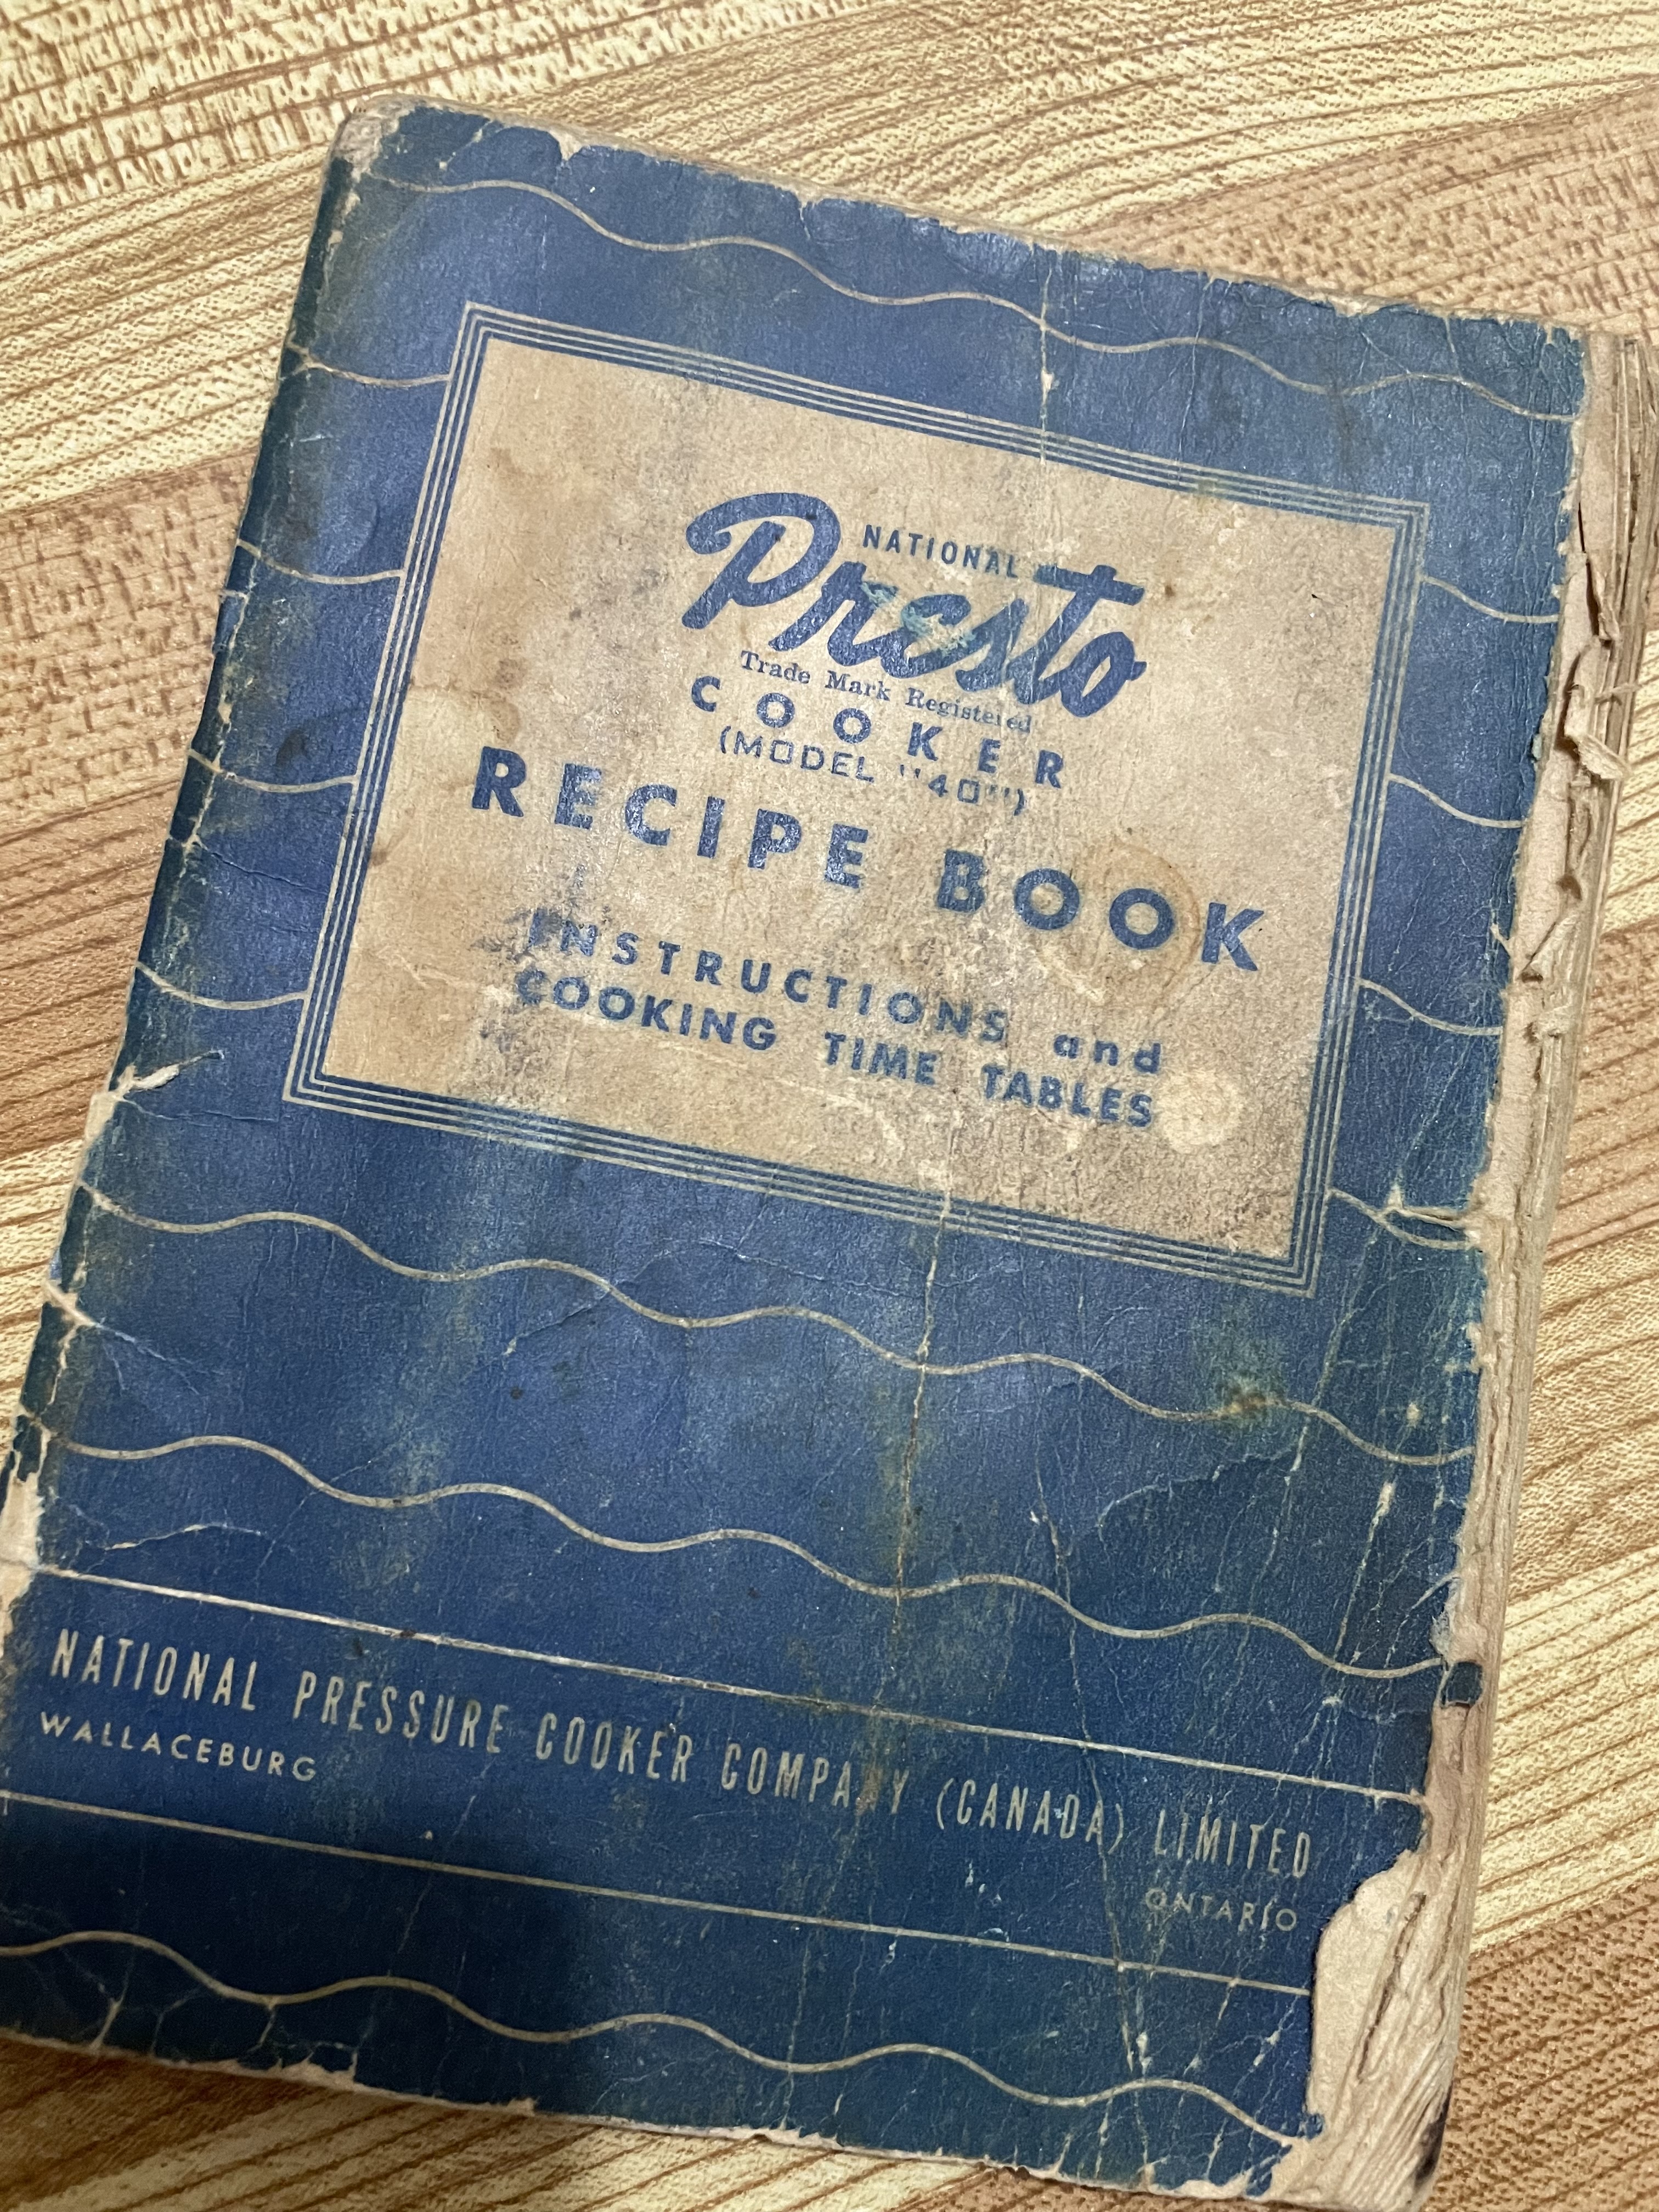 NATIONAL
Presto
Trade Mark Registered
COOKER
(MODEL "40")
RECIPE BOOK
INSTRUCTIONS and
COOKING TIME TABLES
NATIONAL PRESSURE COOKER COMPANY (CANADA) LIMITED
WALLACEBURG ONTARIO